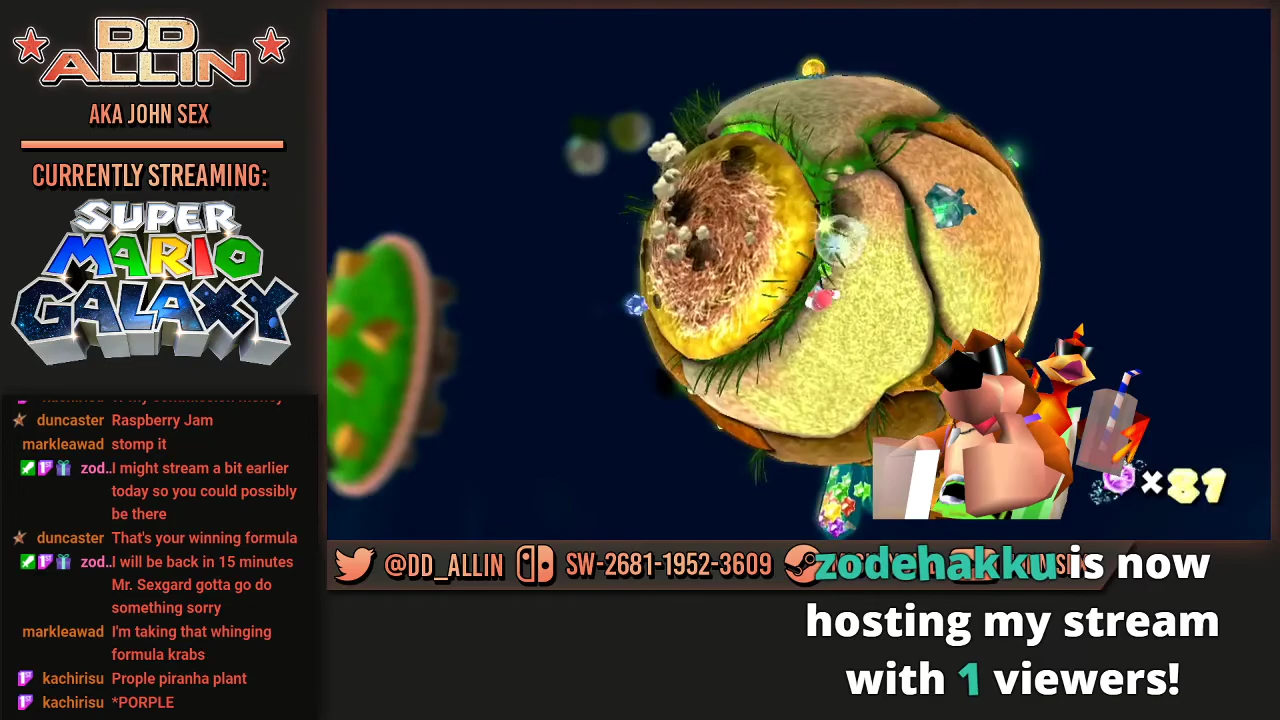 DD
ALLIN
AKA JOHN SEX
CURRENTLY STREAMING:
SUPER
MARIO
GALAXY
duncaster Raspberry Jam
markleawad stomp it
zod..I might stream a bit earlier
today so you could possibly
be there
duncaster That's your winning formula
zod..I will be back in 15 minutes
Mr. Sexgard gotta go do
something sorry
markleawad I'm taking that whinging
formula krabs
kachirisu Prople piranha plant
kachirisu *PORPLE
×81
@DD_ALLIN SW-2681-1952-3609
zodehakku is now
hosting my stream
with 1 viewers!